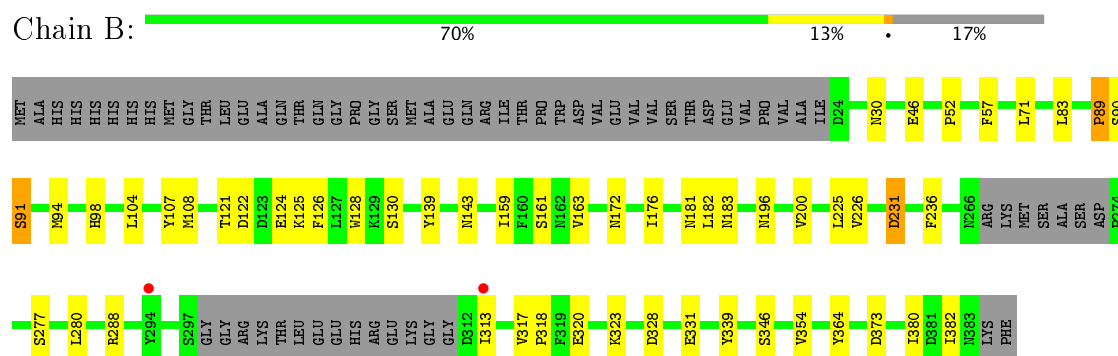 Chain B:
70% 13% • 17%
MET ALA HIS HIS HIS HIS HIS HIS MET GLY THR LEU GLU ALA GLN THR GLN GLY PRO GLY SER MET ALA GLU GLN ARG ILE THR PRO TRP ASP VAL GLU VAL VAL SER THR ASP GLU VAL PRO VAL ALA ILE D24 N30 E46 P52 F57 L71 L83 P89 S90
S91 M94 H98 L104 Y107 M108 T121 D122 D123 E124 K125 F126 L127 W128 K129 S130 Y139 N143 I159 F160 S161 N162 V163 N172 I176 N181 L182 N183 N196 V200 L225 V226 D231 F236 N266 ARG LYS MET SER ALA SER ASP P274
S277 L280 R288 Y294 S297 GLY GLY ARG LYS THR LEU GLU GLU HIS ARG GLU LYS GLY GLY D312 I313 V317 P318 F319 E320 K323 D328 E331 Y339 S346 V354 Y364 D373 I380 D381 I382 N383 LYS PHE